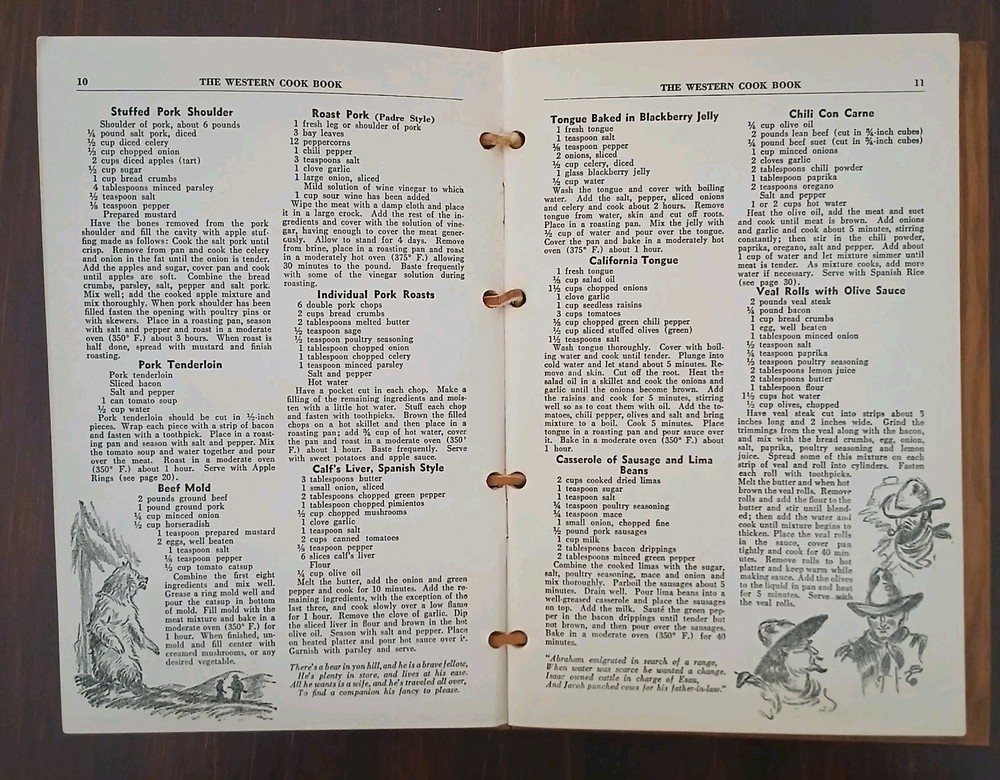 10
THE WESTERN COOK BOOK
Stuffed Pork Shoulder
Shoulder of pork, about 6 pounds
¼ pound salt pork, diced
½ cup diced celery
½ cup chopped onion
2 cups diced apples (tart)
½ cup sugar
1 cup bread crumbs
4 tablespoons minced parsley
½ teaspoon salt
⅛ teaspoon pepper
Prepared mustard
Have the bones removed from the pork
shoulder and fill the cavity with apple stuf-
fing made as follows: Cook the salt pork until
crisp. Remove from pan and cook the celery
and onion in the fat until the onion is tender.
Add the apples and sugar, cover pan and cook
until apples are soft. Combine the bread
crumbs, parsley, salt, pepper and salt pork.
Mix well; add the cooked apple mixture and
mix thoroughly. When pork shoulder has been
filled fasten the opening with poultry pins or
with skewers. Place in a roasting pan, season
with salt and pepper and roast in a moderate
oven (350° F.) about 3 hours. When roast is
half done, spread with mustard and finish
roasting.
Pork Tenderloin
Pork tenderloin
Sliced bacon
Salt and pepper
1 can tomato soup
½ cup water
Pork tenderloin should be cut in ½-inch
pieces. Wrap each piece with a strip of bacon
and fasten with a toothpick. Place in a roast-
ing pan and season with salt and pepper. Mix
the tomato soup and water together and pour
over the meat. Roast in a moderate oven
(350° F.) about 1 hour. Serve with Apple
Rings (see page 20).
Beef Mold
2 pounds ground beef
1 pound ground pork
¼ cup minced onion
½ cup horseradish
1 teaspoon prepared mustard
2 eggs, well beaten
1 teaspoon salt
⅛ teaspoon pepper
½ cup tomato catsup
Combine the first eight
ingredients and mix well.
Grease a ring mold well and
pour the catsup in bottom
of mold. Fill mold with the
meat mixture and bake in a
moderate oven (350° F.) for
1 hour. When finished, un-
mold and fill center with
creamed mushrooms, or any
desired vegetable.
Roast Pork (Padre Style)
1 fresh leg or shoulder of pork
3 bay leaves
12 peppercorns
1 chili pepper
3 teaspoons salt
1 clove garlic
1 large onion, sliced
Mild solution of wine vinegar to which
1 cup sour wine has been added
Wipe the meat with a damp cloth and place
it in a large crock. Add the rest of the in-
gredients and cover with the solution of vine-
gar, having enough to cover the meat gener-
ously. Allow to stand for 4 days. Remove
from brine, place in a roasting pan and roast
in a moderately hot oven (375° F.) allowing
30 minutes to the pound. Baste frequently
with some of the vinegar solution during
roasting.
Individual Pork Roasts
6 double pork chops
2 cups bread crumbs
2 tablespoons melted butter
½ teaspoon sage
½ teaspoon poultry seasoning
1 tablespoon chopped onion
1 tablespoon chopped celery
1 teaspoon minced parsley
Salt and pepper
Hot water
Have a pocket cut in each chop. Make a
filling of the remaining ingredients and mois-
ten with a little hot water. Stuff each chop
and fasten with toothpicks. Brown the filled
chops on a hot skillet and then place in a
roasting pan; add ¾ cup of hot water, cover
the pan and roast in a moderate oven (350°
F.) about 1 hour. Baste frequently. Serve
with sweet potatoes and apple sauce.
Calf's Liver, Spanish Style
3 tablespoons butter
1 small onion, sliced
2 tablespoons chopped green pepper
1 tablespoon chopped pimientos
½ cup chopped mushrooms
1 clove garlic
1 teaspoon salt
2 cups canned tomatoes
⅛ teaspoon pepper
6 slices calf's liver
Flour
¼ cup olive oil
Melt the butter, add the onion and green
pepper and cook for 10 minutes. Add the re-
maining ingredients, with the exception of the
last three, and cook slowly over a low flame
for 1 hour. Remove the clove of garlic. Dip
the sliced liver in flour and brown in the hot
olive oil. Season with salt and pepper. Place
on heated platter and pour hot sauce over it.
Garnish with parsley and serve.
There's a bear in yon hill, and he is a brave fellow,
He's plenty in store, and lives at his ease.
All he wants is a wife, and he's traveled all over,
To find a companion his fancy to please.
THE WESTERN COOK BOOK
11
Tongue Baked in Blackberry Jelly
1 fresh tongue
1 teaspoon salt
⅛ teaspoon pepper
2 onions, sliced
½ cup celery, diced
1 glass blackberry jelly
½ cup water
Wash the tongue and cover with boiling
water. Add the salt, pepper, sliced onions
and celery and cook about 2 hours. Remove
tongue from water, skin and cut off roots.
Place in a roasting pan. Mix the jelly with
½ cup of water and pour over the tongue.
Cover the pan and bake in a moderately hot
oven (375° F.) about 1 hour.
California Tongue
1 fresh tongue
⅛ cup salad oil
1½ cups chopped onions
1 clove garlic
1 cup seedless raisins
3 cups tomatoes
⅛ cup chopped green chili pepper
½ cup sliced stuffed olives (green)
1½ teaspoons salt
Wash tongue thoroughly. Cover with boil-
ing water and cook until tender. Plunge into
cold water and let stand about 5 minutes. Re-
move and skin. Cut off the root. Heat the
salad oil in a skillet and cook the onions and
garlic until the onions become brown. Add
the raisins and cook for 5 minutes, stirring
well so as to coat them with oil. Add the to-
matoes, chili pepper, olives and salt and bring
mixture to a boil. Cook 5 minutes. Place
tongue in a roasting pan and pour sauce over
it. Bake in a moderate oven (350° F.) about
1 hour.
Casserole of Sausage and Lima
Beans
2 cups cooked dried limas
1 teaspoon sugar
1 teaspoon salt
¼ teaspoon poultry seasoning
¼ teaspoon mace
1 small onion, chopped fine
½ pound pork sausages
1 cup milk
2 tablespoons bacon drippings
2 tablespoons minced green pepper
Combine the cooked limas with the sugar,
salt, poultry seasoning, mace and onion and
mix thoroughly. Parboil the sausages about 5
minutes. Drain well. Pour lima beans into a
well-greased casserole and place the sausages
on top. Add the milk. Sauté the green pep-
per in the bacon drippings until tender but
not brown, and then pour over the sausages.
Bake in a moderate oven (350° F.) for 40
minutes.
"Abraham emigrated in search of a range,
When water was scarce he wanted a change.
Isaac owned cattle in charge of Esau,
And Jacob punched cows for his father-in-law."
Chili Con Carne
¼ cup olive oil
2 pounds lean beef (cut in ¾-inch cubes)
¼ pound beef suet (cut in ¾-inch cubes)
1 cup minced onions
2 cloves garlic
2 tablespoons chili powder
1 tablespoon paprika
2 teaspoons oregano
Salt and pepper
1 or 2 cups hot water
Heat the olive oil, add the meat and suet
and cook until meat is brown. Add onions
and garlic and cook about 5 minutes, stirring
constantly; then stir in the chili powder,
paprika, oregano, salt and pepper. Add about
1 cup of water and let mixture simmer until
meat is tender. As mixture cooks, add more
water if necessary. Serve with Spanish Rice
(see page 30).
Veal Rolls with Olive Sauce
2 pounds veal steak
¼ pound bacon
1 cup bread crumbs
1 egg, well beaten
1 tablespoon minced onion
½ teaspoon salt
¼ teaspoon paprika
½ teaspoon poultry seasoning
2 tablespoons lemon juice
2 tablespoons butter
1 tablespoon flour
1½ cups hot water
½ cup olives, chopped
Have veal steak cut into strips about 3
inches long and 2 inches wide. Grind the
trimmings from the veal along with the bacon,
and mix with the bread crumbs, egg, onion,
salt, paprika, poultry seasoning and lemon
juice. Spread some of this mixture on each
strip of veal and roll into cylinders. Fasten
each roll with toothpicks.
Melt the butter and when hot
brown the veal rolls. Remove
rolls and add the flour to the
butter and stir until blend-
ed; then add the water and
cook until mixture begins to
thicken. Place the veal rolls
in the sauce, cover pan
tightly and cook for 40 min-
utes. Remove rolls to hot
platter and keep warm while
making sauce. Add the olives
to the liquid in pan and heat
for 5 minutes. Serve with
the veal rolls.